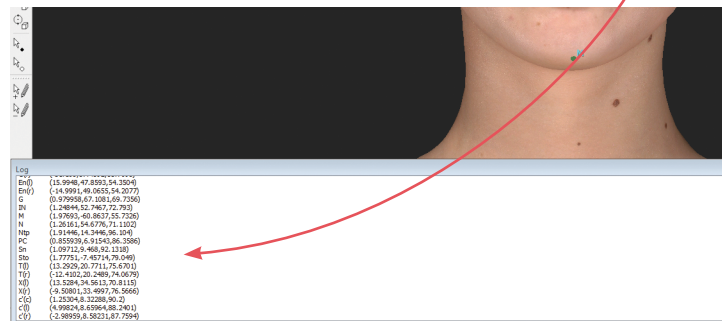 Log
En(l) (15.9948,47.8593,54.3504)
En(r) (-14.9991,49.0655,54.2077)
G (0.979958,67.1081,69.7356)
IN (1.24844,52.7467,72.793)
M (1.97693,-60.8637,55.7326)
N (1.26161,54.6776,71.1102)
Ntp (1.91446,14.3446,96.104)
PC (0.855939,6.91543,86.3586)
Sn (1.09712,9.468,92.1318)
Sto (1.77751,-7.45714,79.049)
T(l) (13.2929,20.7711,75.6701)
T(r) (-12.4102,20.2489,74.0679)
X(l) (13.5284,34.5613,70.8115)
X(r) (-9.50801,33.4997,76.5666)
c'(c) (1.25304,8.32288,90.2)
c'(l) (4.99824,8.65964,88.2401)
c'(r) (-2.98959,8.58231,87.7594)